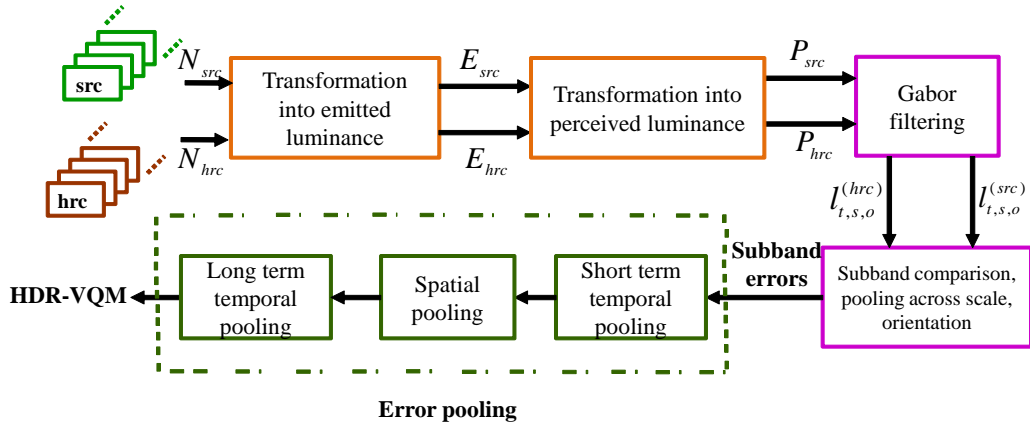 src
hrc
N_src
N_hrc
Transformation
into emitted
luminance
E_src
E_hrc
Transformation into
perceived luminance
P_src
P_hrc
Gabor
filtering
l_{t,s,o}^{(hrc)}
l_{t,s,o}^{(src)}
Subband comparison,
pooling across scale,
orientation
Subband
errors
Short term
temporal
pooling
Spatial
pooling
Long term
temporal
pooling
HDR-VQM
Error pooling